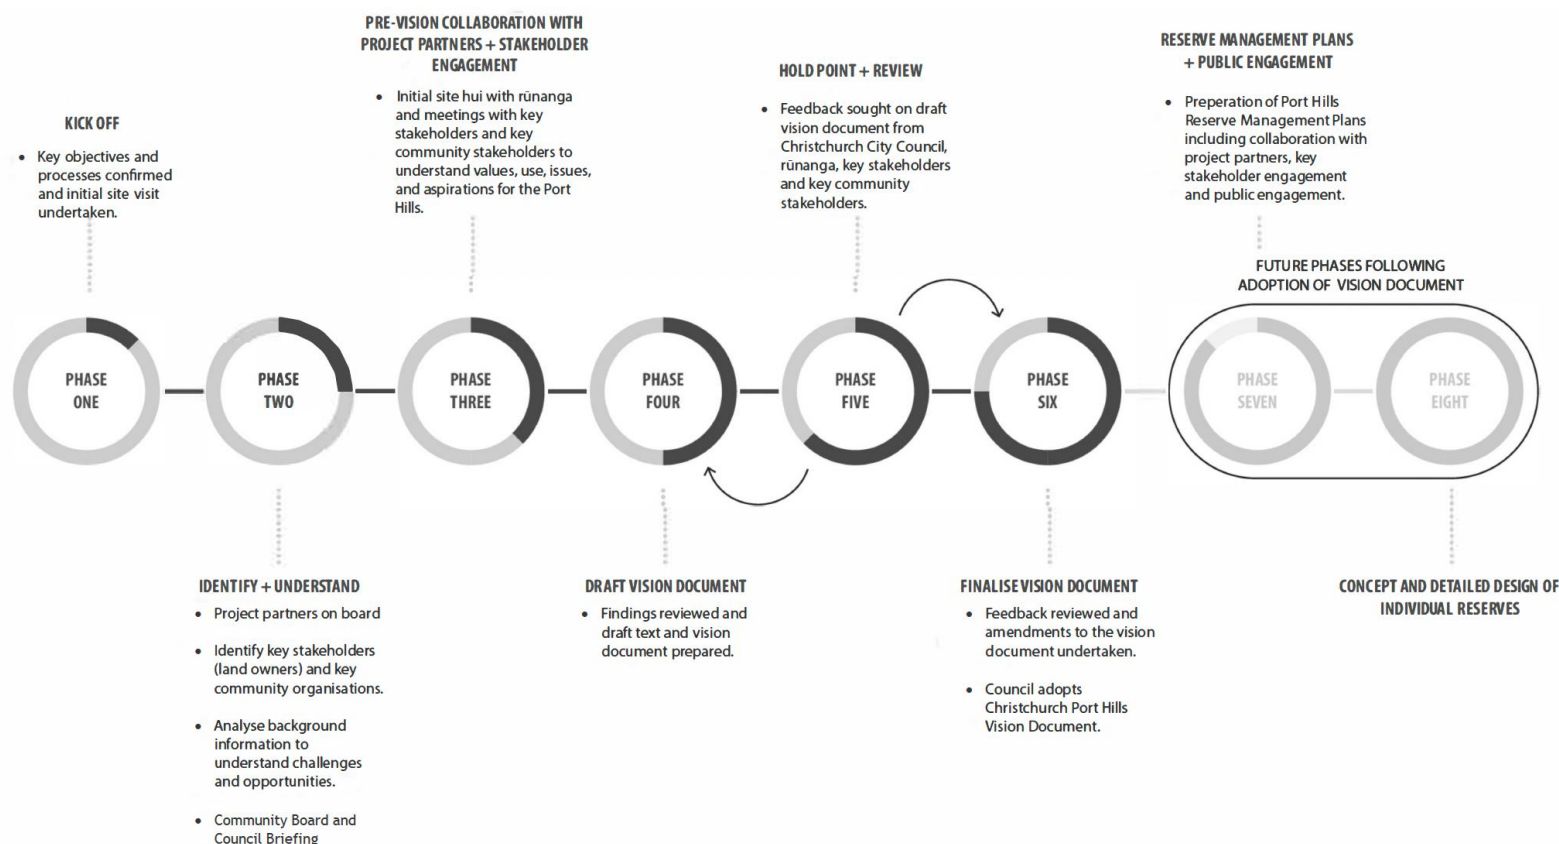 PRE-VISION COLLABORATION WITH
PROJECT PARTNERS + STAKEHOLDER
ENGAGEMENT
• Initial site hui with rūnanga
and meetings with key
stakeholders and key
community stakeholders to
understand values, use, issues,
and aspirations for the Port
Hills.
RESERVE MANAGEMENT PLANS
+ PUBLIC ENGAGEMENT
• Preperation of Port Hills
Reserve Management Plans
including collaboration with
project partners, key
stakeholder engagement
and public engagement.
HOLD POINT + REVIEW
• Feedback sought on draft
vision document from
Christchurch City Council,
rūnanga, key stakeholders
and key community
stakeholders.
KICK OFF
• Key objectives and
processes confirmed
and initial site visit
undertaken.
FUTURE PHASES FOLLOWING
ADOPTION OF VISION DOCUMENT
PHASE
ONE
PHASE
TWO
PHASE
THREE
PHASE
FOUR
PHASE
FIVE
PHASE
SIX
PHASE
SEVEN
PHASE
EIGHT
IDENTIFY + UNDERSTAND
• Project partners on board
• Identify key stakeholders
(land owners) and key
community organisations.
• Analyse background
information to
understand challenges
and opportunities.
• Community Board and
Council Briefing
DRAFT VISION DOCUMENT
• Findings reviewed and
draft text and vision
document prepared.
FINALISE VISION DOCUMENT
• Feedback reviewed and
amendments to the vision
document undertaken.
• Council adopts
Christchurch Port Hills
Vision Document.
CONCEPT AND DETAILED DESIGN OF
INDIVIDUAL RESERVES